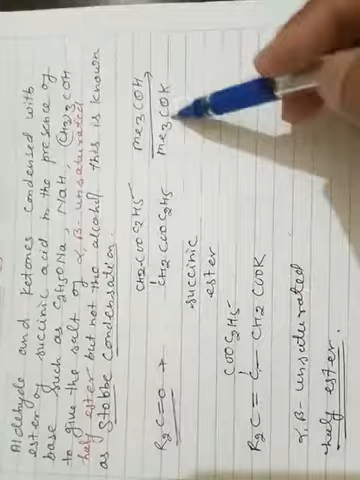 Aldehyde and ketones condensed with
ester of succinic acid in the presence of
base such as C2H5ONa, NaH, (CH3)3COH
to give the salt of α,B-unsaturated
half ester but not the alcohol this is known
as Stobbe condensation.
R2C=O + CH2COOC2H5 Me3COH
CH2COOC2H5 Me3COK
succinic
ester
COOC2H5
R2C = C - CH2COOK
α,B-unsaturated
half ester.